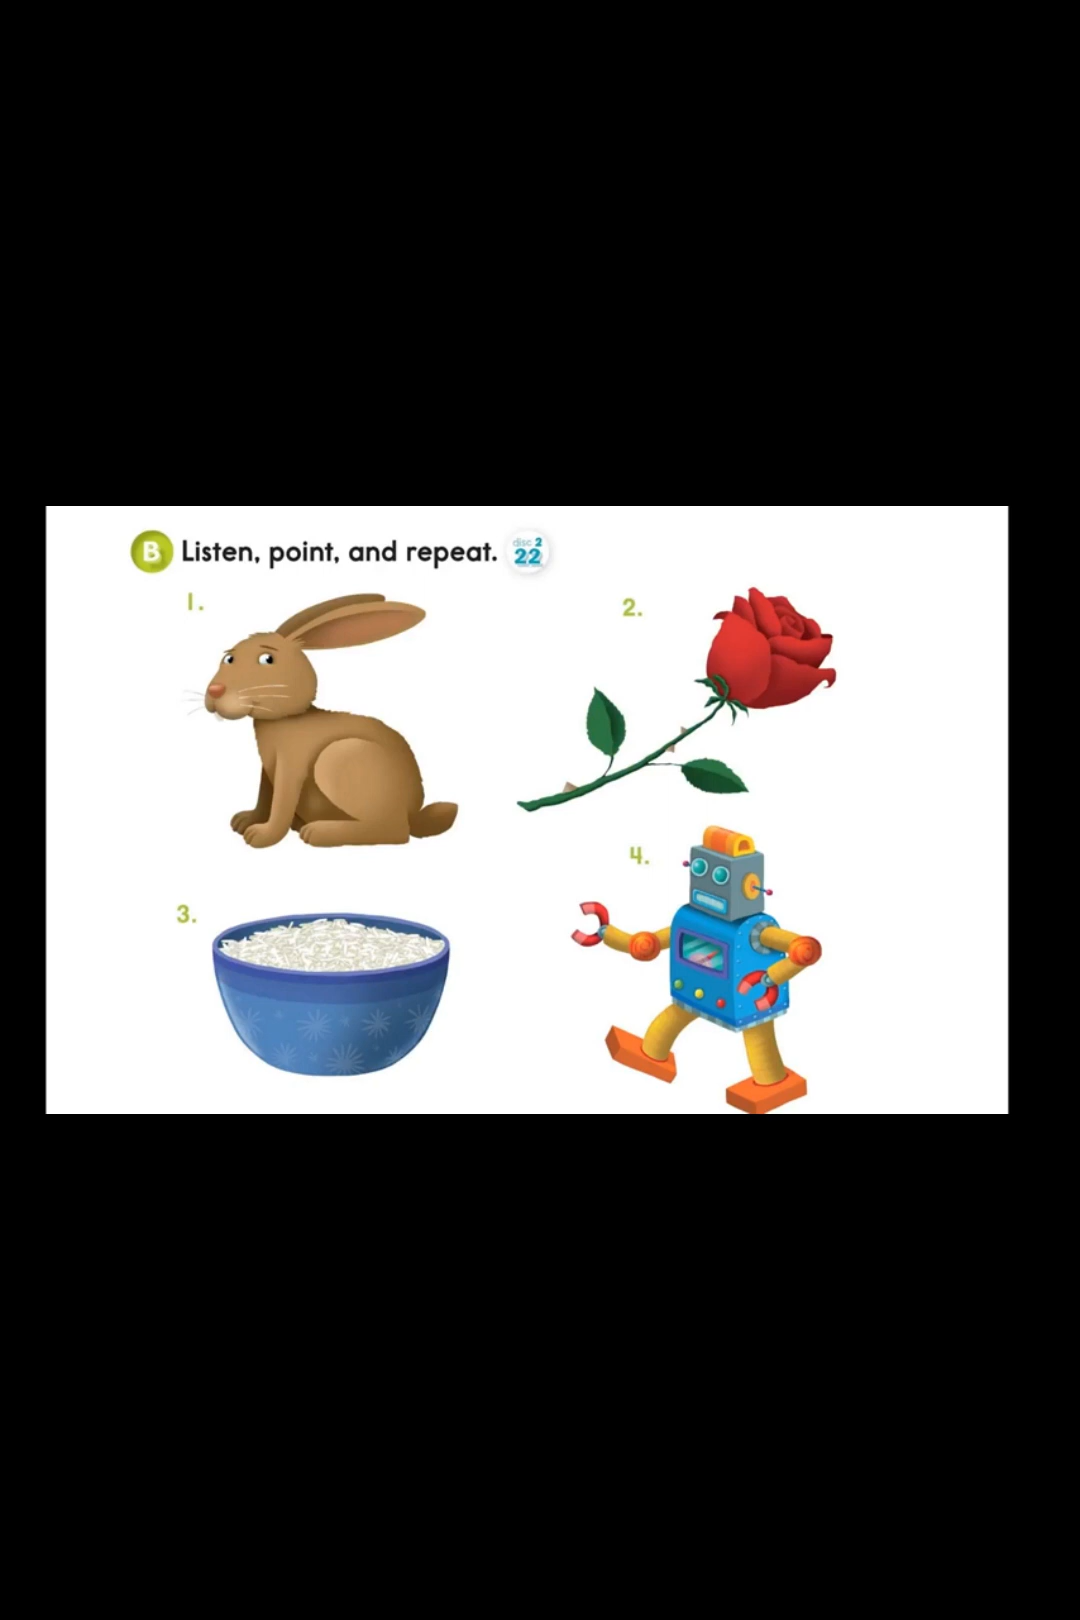 B Listen, point, and repeat. disc 2 22
1.
2.
3.
4.